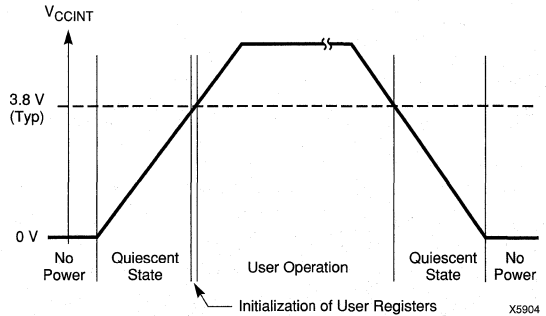 VCCINT
3.8 V
(Typ)
0 V
No
Power
Quiescent
State
User Operation
Quiescent
State
No
Power
Initialization of User Registers
X5904